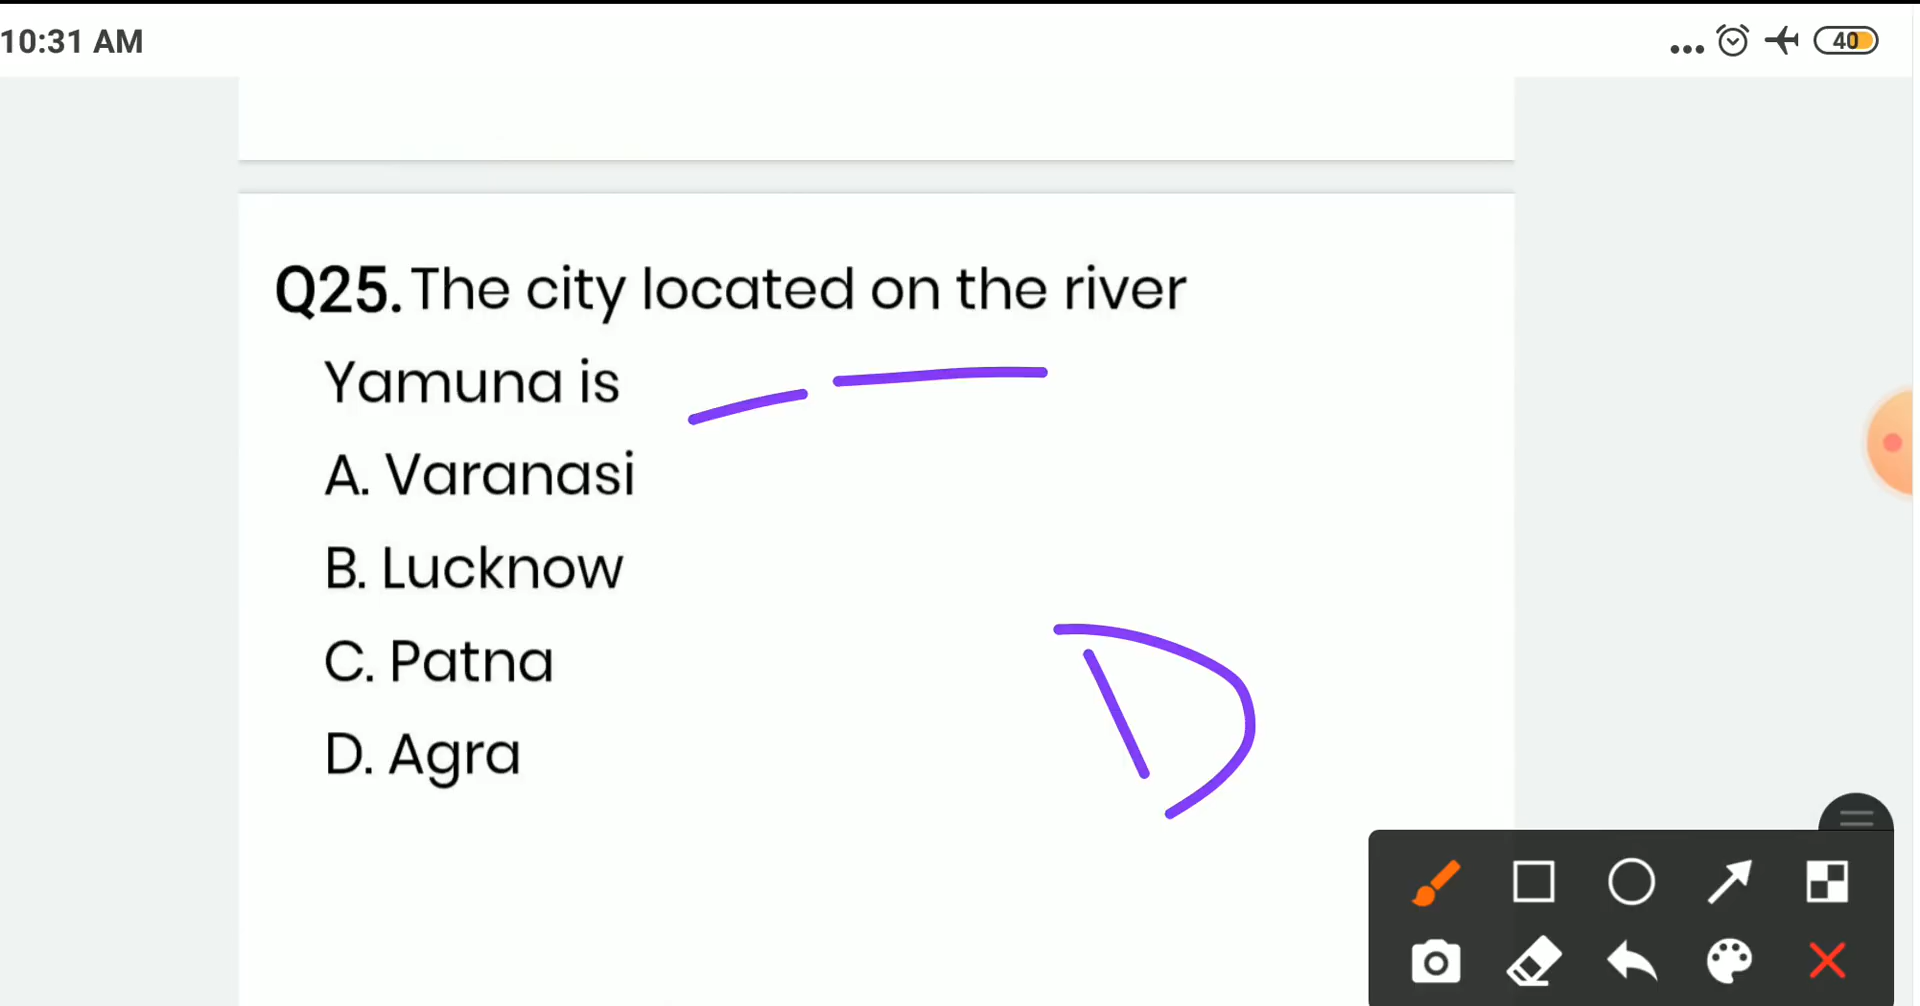 10:31 AM
40
Q25. The city located on the river
Yamuna is
A. Varanasi
B. Lucknow
C. Patna
D. Agra
D